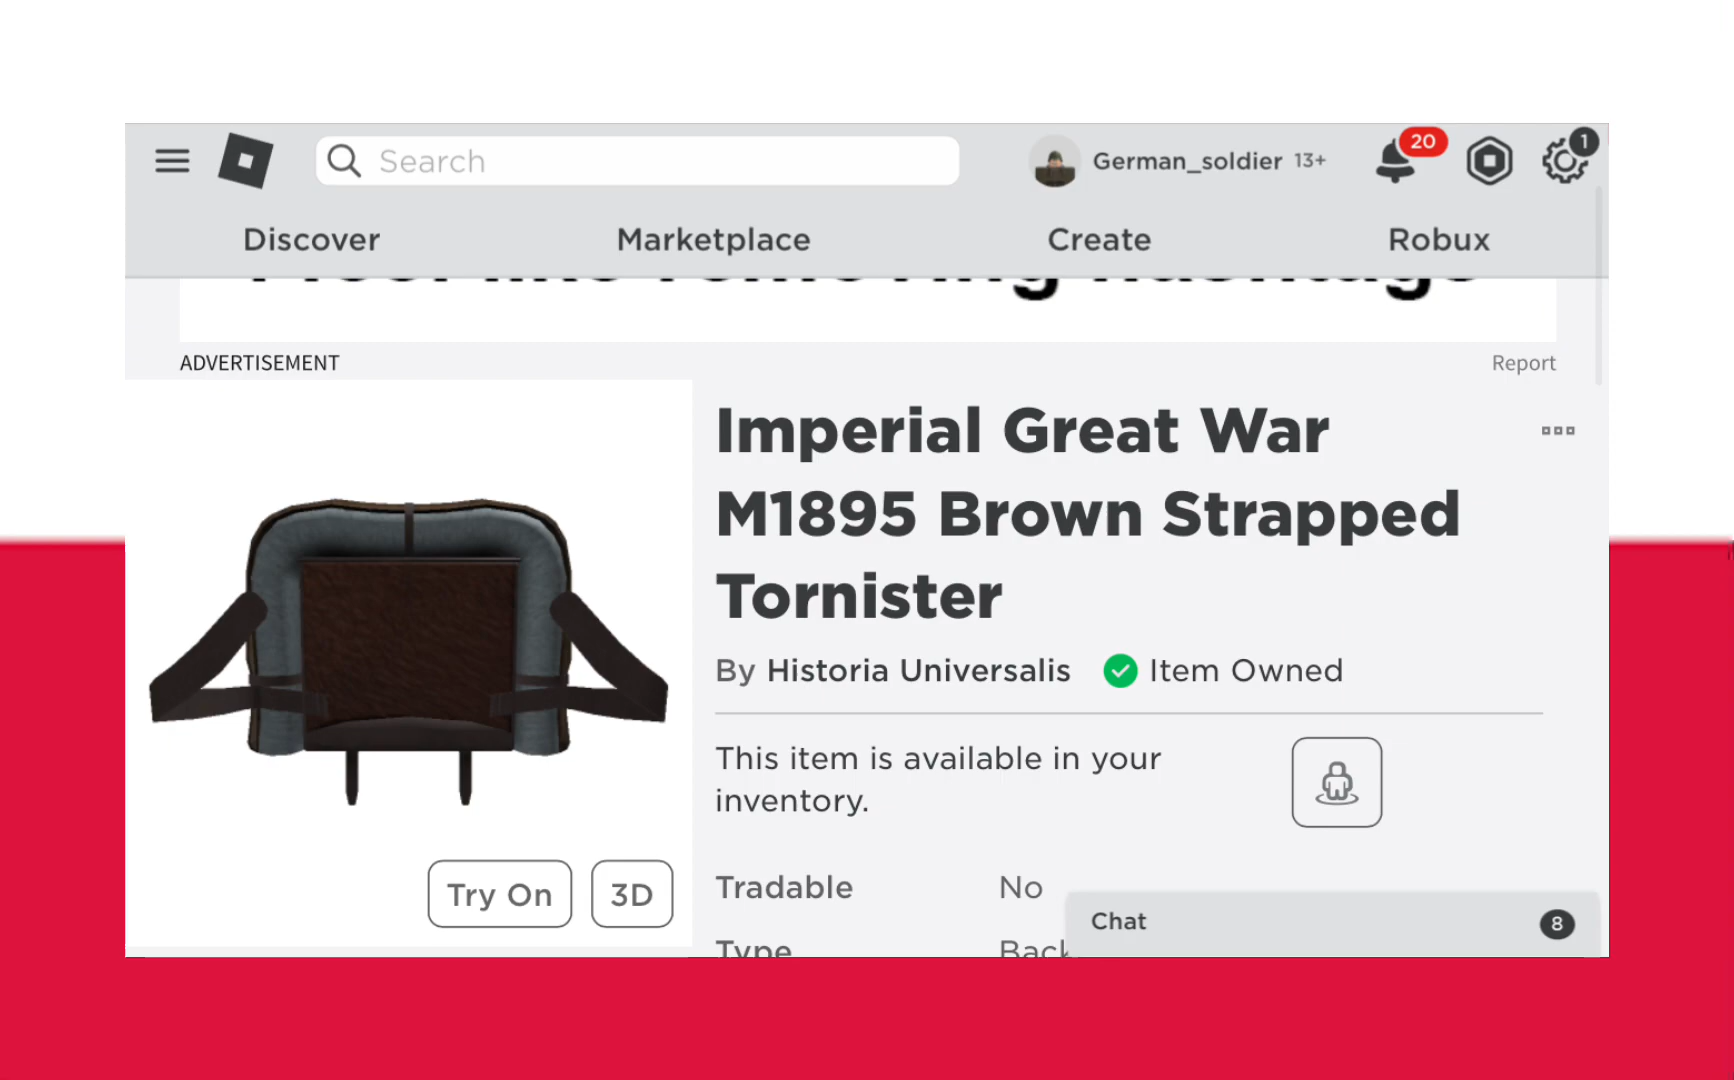 Search
German_soldier 13+
20
1
Discover
Marketplace
Create
Robux
ADVERTISEMENT
Report
Imperial Great War
M1895 Brown Strapped
Tornister
By Historia Universalis
Item Owned
This item is available in your
inventory.
Try On
3D
Tradable No
Type
Chat
8